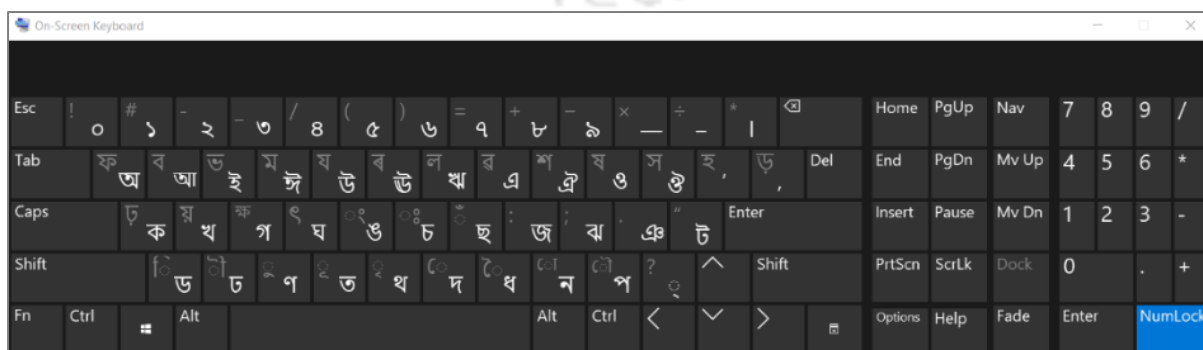 On-Screen Keyboard
Esc ! ০ # ১ - ২ _ ৩ / ৪ ( ৫ ) ৬ = ৭ + ৮ − ৯ × — ÷ – * । Home PgUp Nav 7 8 9 /
Tab ফ অ ব আ ভ ই ম ঈ য উ ৰ ঊ ল ঋ ৱ এ শ ঐ ষ ও স ঔ হ ‚ ড় , Del End PgDn Mv Up 4 5 6 *
Caps ঢ় ক য় খ ক্ষ গ ৎ ঘ ং ঙ ঃ চ ঁ ছ : জ ; ঝ . ঞ “ ট Enter Insert Pause Mv Dn 1 2 3 -
Shift ি ড ী ঢ ু ণ ূ ত ৃ থ ে দ ৈ ধ ো ন ৌ প ? ্ Shift PrtScn ScrLk Dock 0 . +
Fn Ctrl Alt Alt Ctrl Options Help Fade Enter NumLock